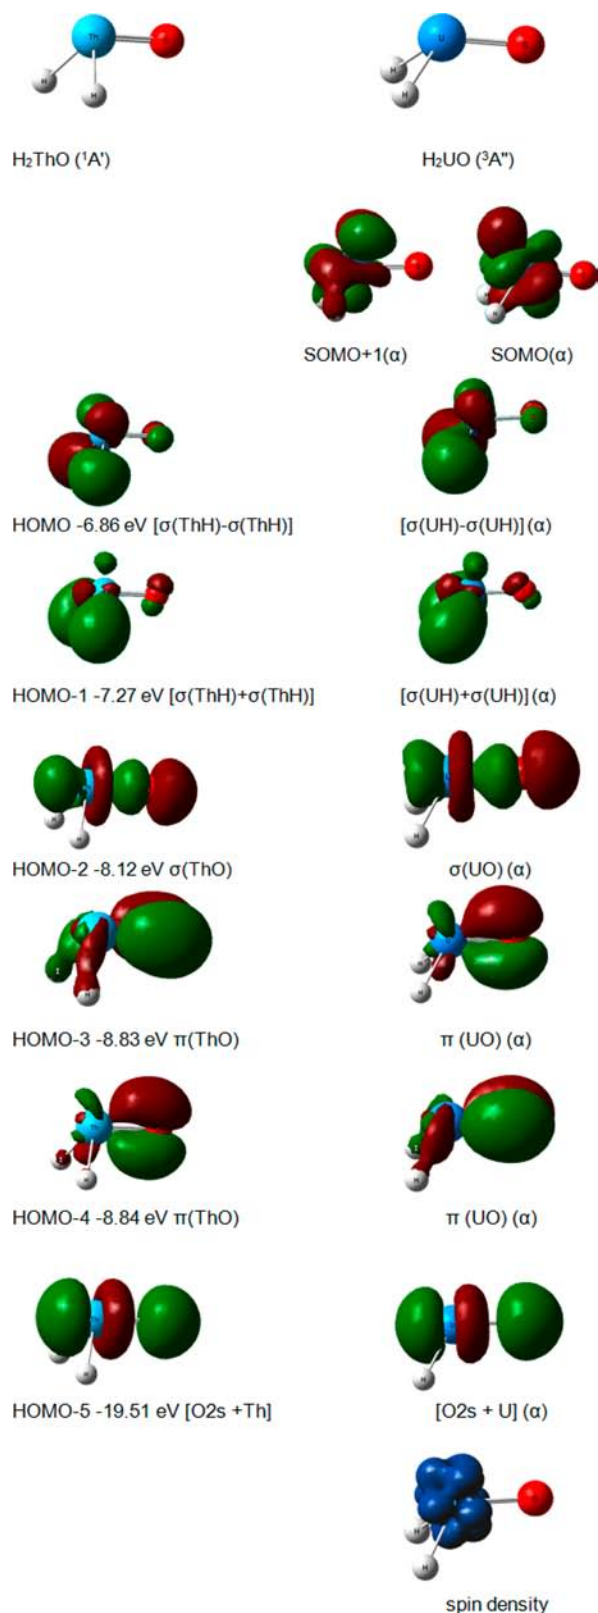 Th
H
H
U
H
H
H₂ThO (¹A')
H₂UO (³A")
SOMO+1(α)
SOMO(α)
HOMO -6.86 eV [σ(ThH)-σ(ThH)]
[σ(UH)-σ(UH)] (α)
HOMO-1 -7.27 eV [σ(ThH)+σ(ThH)]
[σ(UH)+σ(UH)] (α)
H
H
HOMO-2 -8.12 eV σ(ThO)
σ(UO) (α)
H
H
H
HOMO-3 -8.83 eV π(ThO)
π (UO) (α)
Th
H
HOMO-4 -8.84 eV π(ThO)
π (UO) (α)
H
H
HOMO-5 -19.51 eV [O2s +Th]
[O2s + U] (α)
H
H
spin density